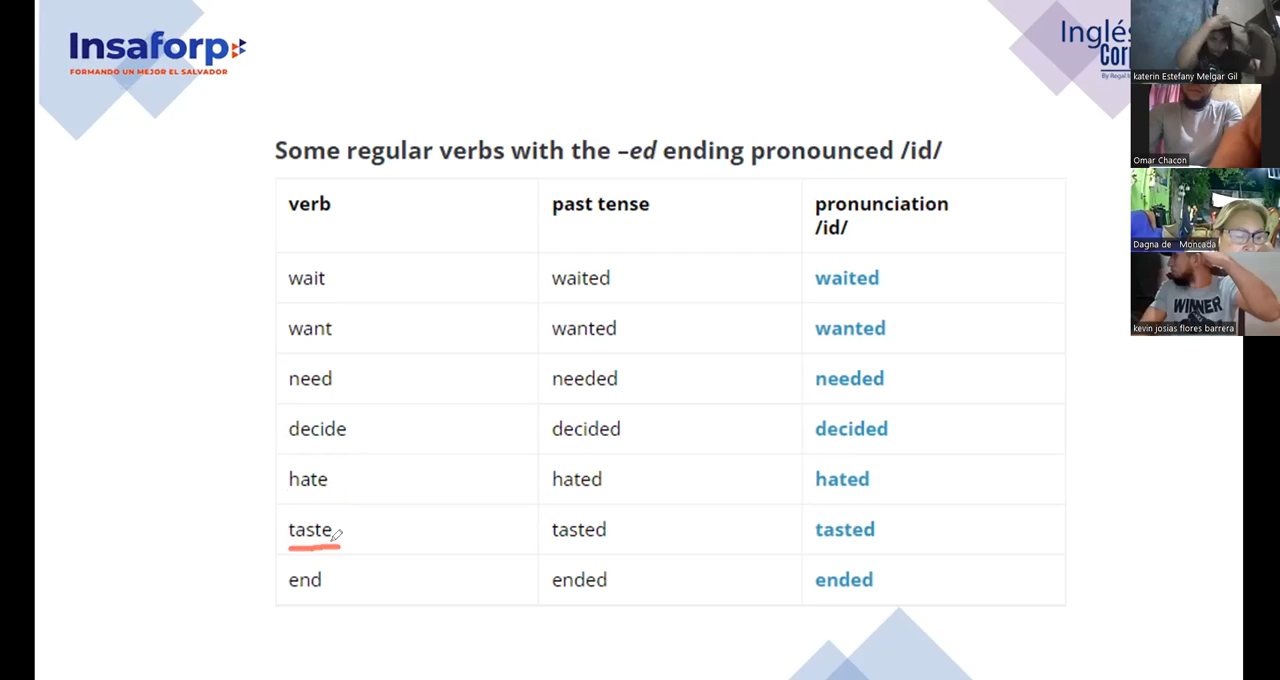 Insaforp
FORMANDO UN MEJOR EL SALVADOR
Inglés
By Regal
Some regular verbs with the –ed ending pronounced /id/
verb past tense pronunciation /id/
wait waited waited
want wanted wanted
need needed needed
decide decided decided
hate hated hated
taste tasted tasted
end ended ended
katerin Estefany Melgar Gil
Omar Chacon
Dagna de Moncada
WINNER
kevin josias flores barrera